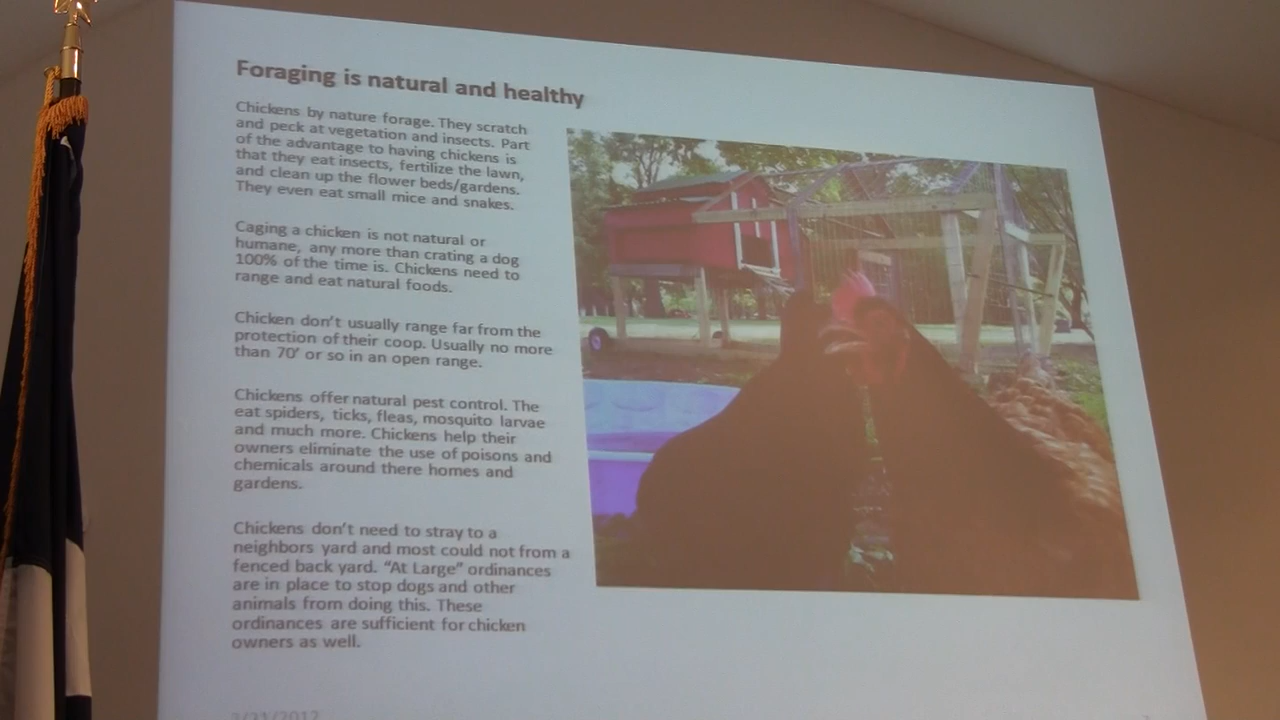 Foraging is natural and healthy
Chickens by nature forage. They scratch
and peck at vegetation and insects. Part
of the advantage to having chickens is
that they eat insects, fertilize the lawn,
and clean up the flower beds/gardens.
They even eat small mice and snakes.
Caging a chicken is not natural or
humane, any more than crating a dog
100% of the time is. Chickens need to
range and eat natural foods.
Chicken don't usually range far from the
protection of their coop. Usually no more
than 70' or so in an open range.
Chickens offer natural pest control. The
eat spiders, ticks, fleas, mosquito larvae
and much more. Chickens help their
owners eliminate the use of poisons and
chemicals around there homes and
gardens.
Chickens don't need to stray to a
neighbors yard and most could not from a
fenced back yard. "At Large" ordinances
are in place to stop dogs and other
animals from doing this. These
ordinances are sufficient for chicken
owners as well.